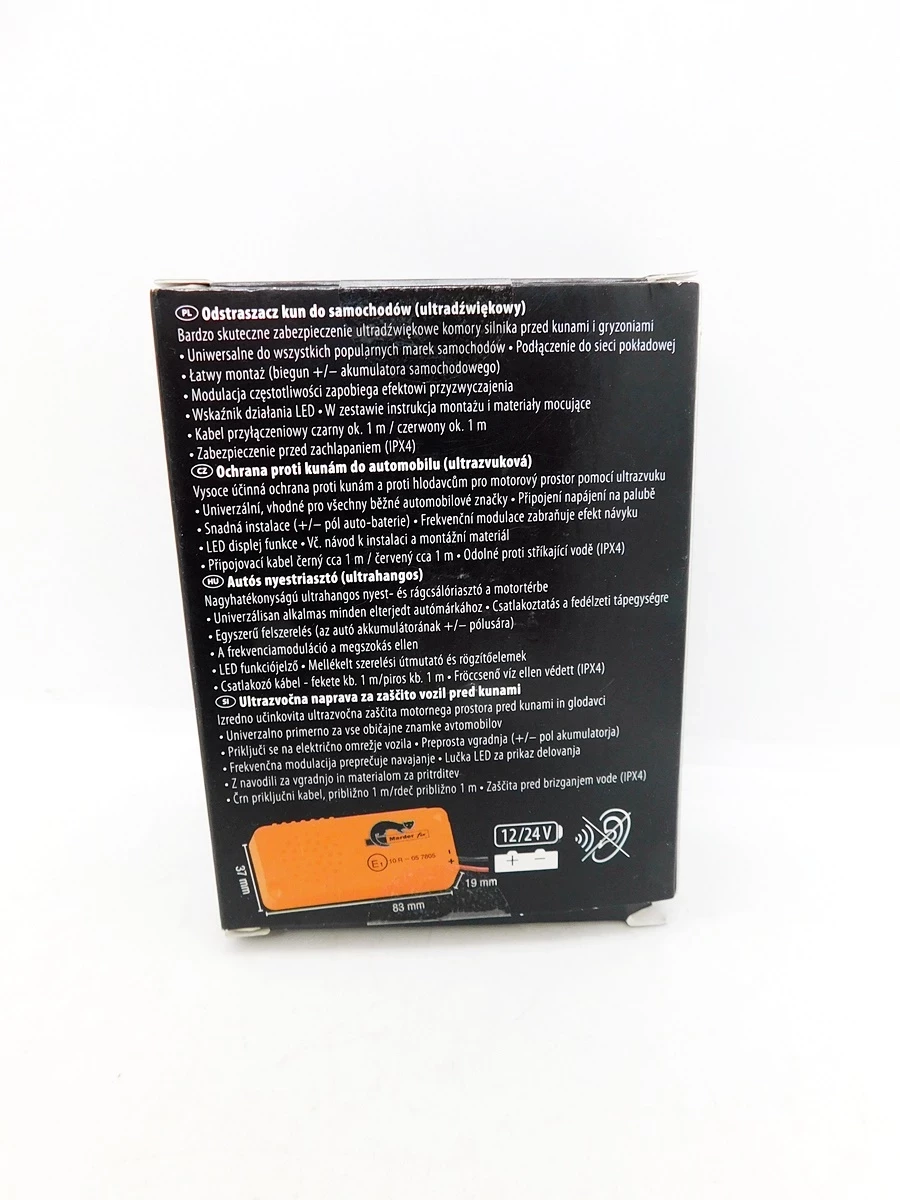 PL Odstraszacz kun do samochodów (ultradźwiękowy)
Bardzo skuteczne zabezpieczenie ultradźwiękowe komory silnika przed kunami i gryzoniami
• Uniwersalne do wszystkich popularnych marek samochodów • Podłączenie do sieci pokładowej
• Łatwy montaż (biegun +/– akumulatora samochodowego)
• Modulacja częstotliwości zapobiega efektowi przyzwyczajenia
• Wskaźnik działania LED • W zestawie instrukcja montażu i materiały mocujące
• Kabel przyłączeniowy czarny ok. 1 m / czerwony ok. 1 m
• Zabezpieczenie przed zachlapaniem (IPX4)
CZ Ochrana proti kunám do automobilu (ultrazvuková)
Vysoce účinná ochrana proti kunám a proti hlodavcům pro motorový prostor pomocí ultrazvuku
• Univerzální, vhodné pro všechny běžné automobilové značky • Připojení napájení na palubě
• Snadná instalace (+/– pól auto-baterie) • Frekvenční modulace zabraňuje efekt návyku
• LED displej funkce • Vč. návod k instalaci a montážní materiál
• Připojovací kabel černý cca 1 m / červený cca 1 m • Odolné proti stříkající vodě (IPX4)
HU Autós nyestriasztó (ultrahangos)
Nagyhatékonyságú ultrahangos nyest- és rágcsálóriasztó a motortérbe
• Univerzálisan alkalmas minden elterjedt autómárkához • Csatlakoztatás a fedélzeti tápegységre
• Egyszerű felszerelés (az autó akkumulátorának +/– pólusára)
• A frekvenciamoduláció a megszokás ellen
• LED funkciójelző • Mellékelt szerelési útmutató és rögzítőelemek
• Csatlakozó kábel - fekete kb. 1 m/piros kb. 1 m • Fröccsenő víz ellen védett (IPX4)
SI Ultrazvočna naprava za zaščito vozil pred kunami
Izredno učinkovita ultrazvočna zaščita motornega prostora pred kunami in glodavci
• Univerzalno primerno za vse običajne znamke avtomobilov
• Priključi se na električno omrežje vozila • Preprosta vgradnja (+/– pol akumulatorja)
• Frekvenčna modulacija preprečuje navajanje • Lučka LED za prikaz delovanja
• Z navodili za vgradnjo in materialom za pritrditev
• Črn priključni kabel, približno 1 m/rdeč približno 1 m • Zaščita pred brizganjem vode (IPX4)
Marder fix
E1 10 R – 05 7805
- +
12/24 V
+ –
37 mm
83 mm
19 mm